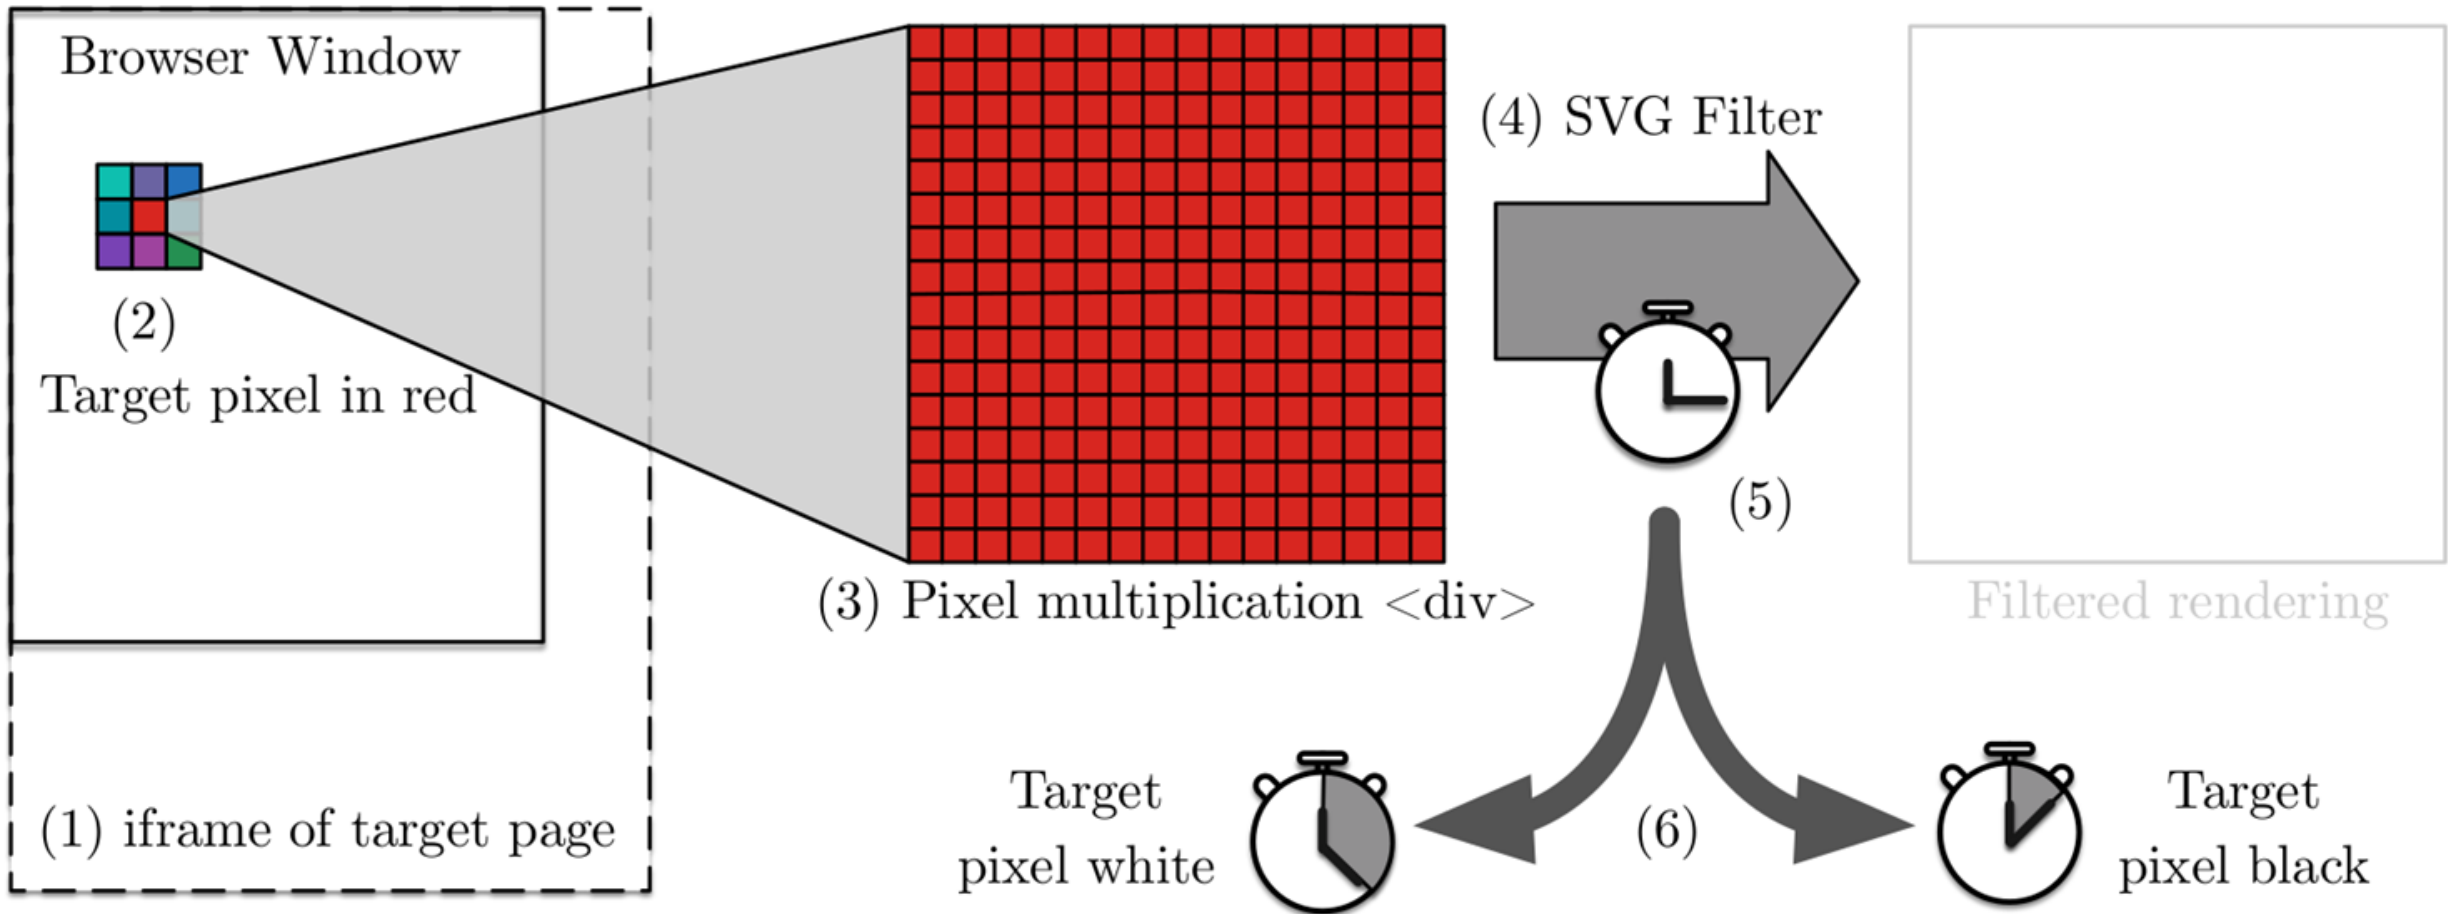 Browser Window
(2)
Target pixel in red
(1) iframe of target page
(3) Pixel multiplication <div>
(4) SVG Filter
(5)
Filtered rendering
Target
pixel white
(6)
Target
pixel black